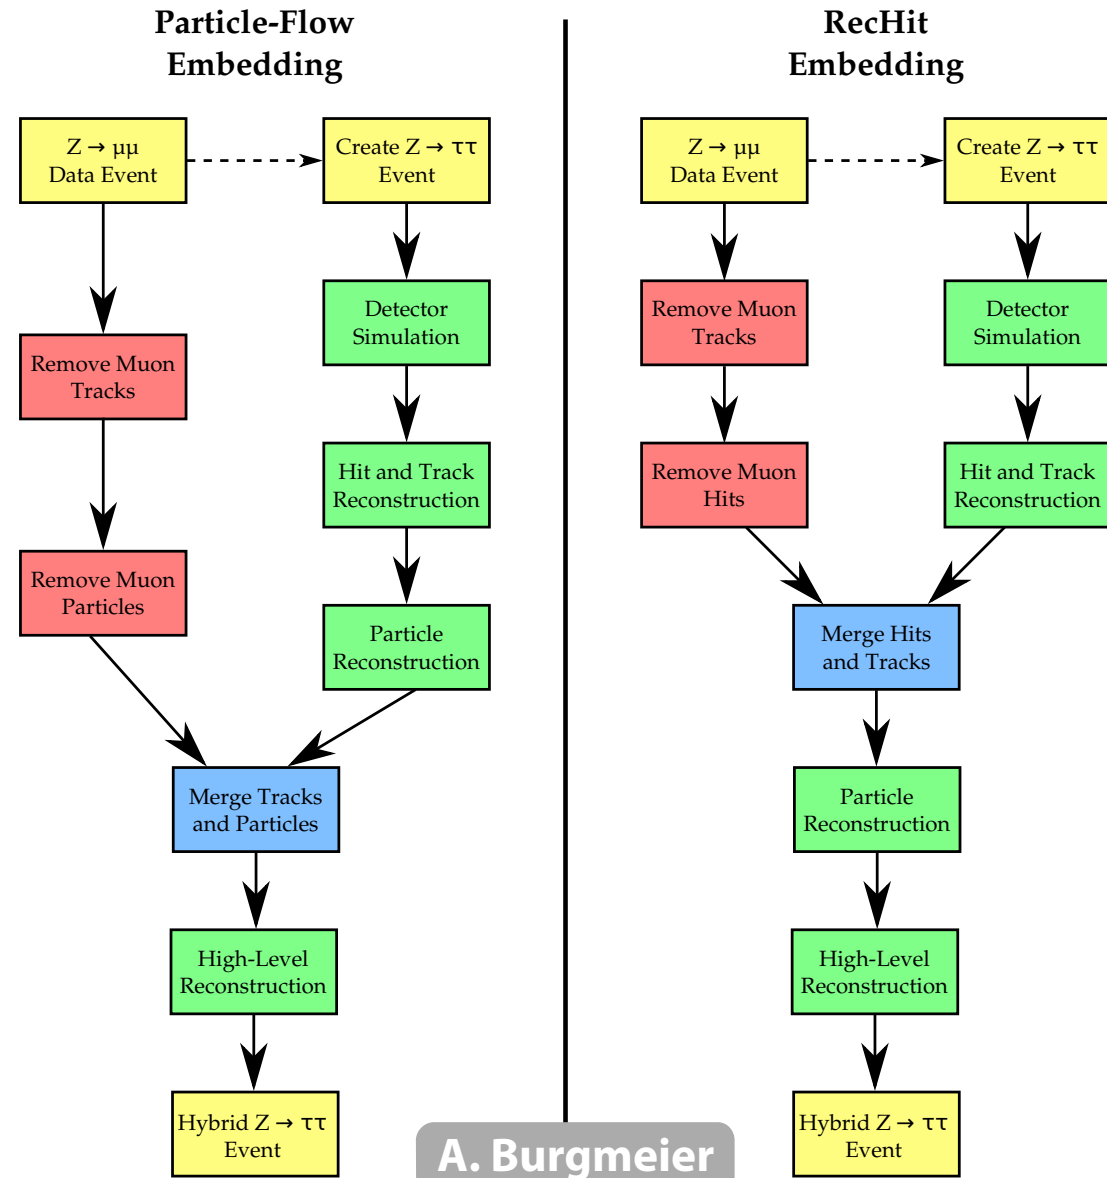 Particle-Flow
Embedding
Z → μμ
Data Event
Create Z → ττ
Event
Detector
Simulation
Remove Muon
Tracks
Hit and Track
Reconstruction
Remove Muon
Particles
Particle
Reconstruction
Merge Tracks
and Particles
High-Level
Reconstruction
Hybrid Z → ττ
Event
RecHit
Embedding
Z → μμ
Data Event
Create Z → ττ
Event
Remove Muon
Tracks
Detector
Simulation
Remove Muon
Hits
Hit and Track
Reconstruction
Merge Hits
and Tracks
Particle
Reconstruction
High-Level
Reconstruction
Hybrid Z → ττ
Event
A. Burgmeier